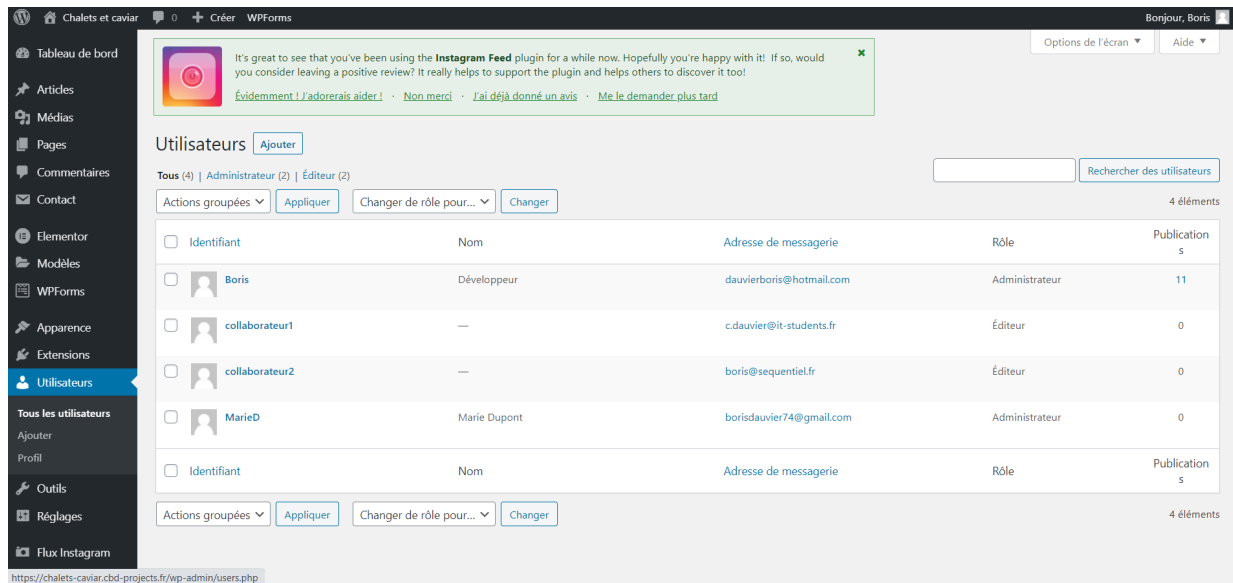 Chalets et caviar 0 + Créer WPForms Bonjour, Boris
Options de l'écran ▼ Aide ▼
Tableau de bord
Articles
Médias
Pages
Commentaires
Contact
Elementor
Modèles
WPForms
Apparence
Extensions
Utilisateurs
Tous les utilisateurs
Ajouter
Profil
Outils
Réglages
Flux Instagram
It's great to see that you've been using the Instagram Feed plugin for a while now. Hopefully you're happy with it! If so, would
you consider leaving a positive review? It really helps to support the plugin and helps others to discover it too!
Évidemment ! J'adorerais aider ! · Non merci · J'ai déjà donné un avis · Me le demander plus tard
Utilisateurs Ajouter
Tous (4) | Administrateur (2) | Éditeur (2)
Rechercher des utilisateurs
Actions groupées Appliquer Changer de rôle pour... Changer 4 éléments
Identifiant Nom Adresse de messagerie Rôle Publication
s
Boris Développeur dauvierboris@hotmail.com Administrateur 11
collaborateur1 — c.dauvier@it-students.fr Éditeur 0
collaborateur2 — boris@sequentiel.fr Éditeur 0
MarieD Marie Dupont borisdauvier74@gmail.com Administrateur 0
Identifiant Nom Adresse de messagerie Rôle Publication
s
Actions groupées Appliquer Changer de rôle pour... Changer 4 éléments
https://chalets-caviar.cbd-projects.fr/wp-admin/users.php